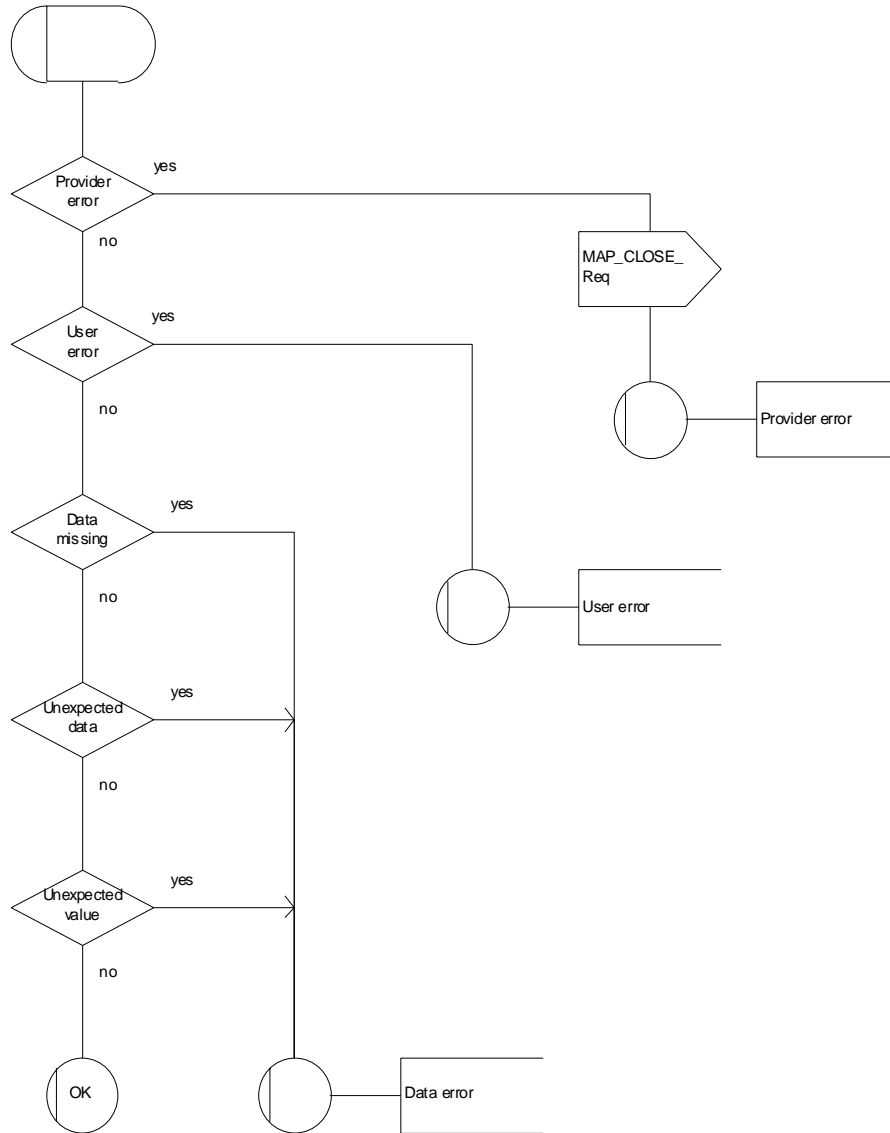 yes
Provider
error
no
MAP_CLOSE_
Req
yes
User
error
no
Provider error
yes
Data
missing
no
User error
yes
Unexpected
data
no
yes
Unexpected
value
no
OK
Data error